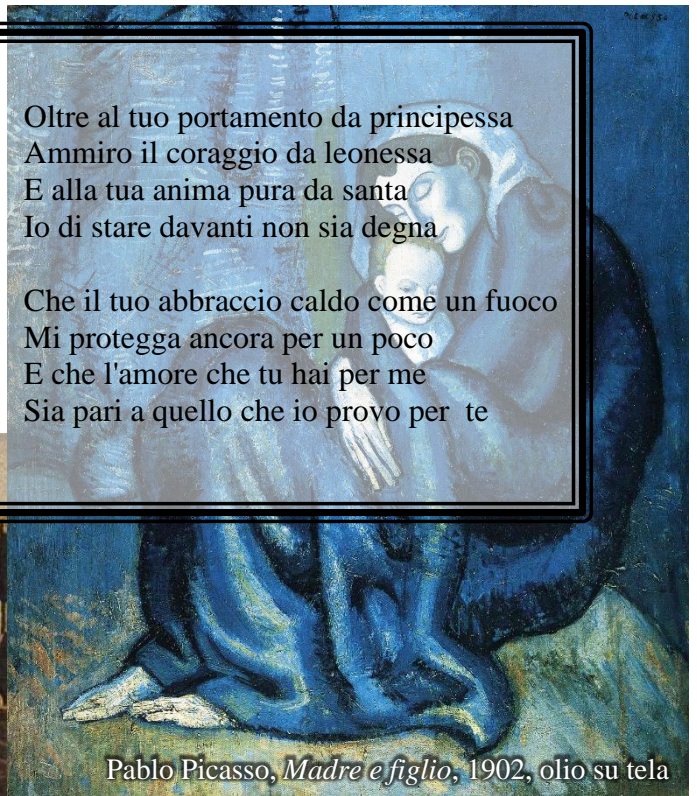 Picasso
Oltre al tuo portamento da principessa
Ammiro il coraggio da leonessa
E alla tua anima pura da santa
Io di stare davanti non sia degna
Che il tuo abbraccio caldo come un fuoco
Mi protegga ancora per un poco
E che l'amore che tu hai per me
Sia pari a quello che io provo per te
Pablo Picasso, Madre e figlio, 1902, olio su tela